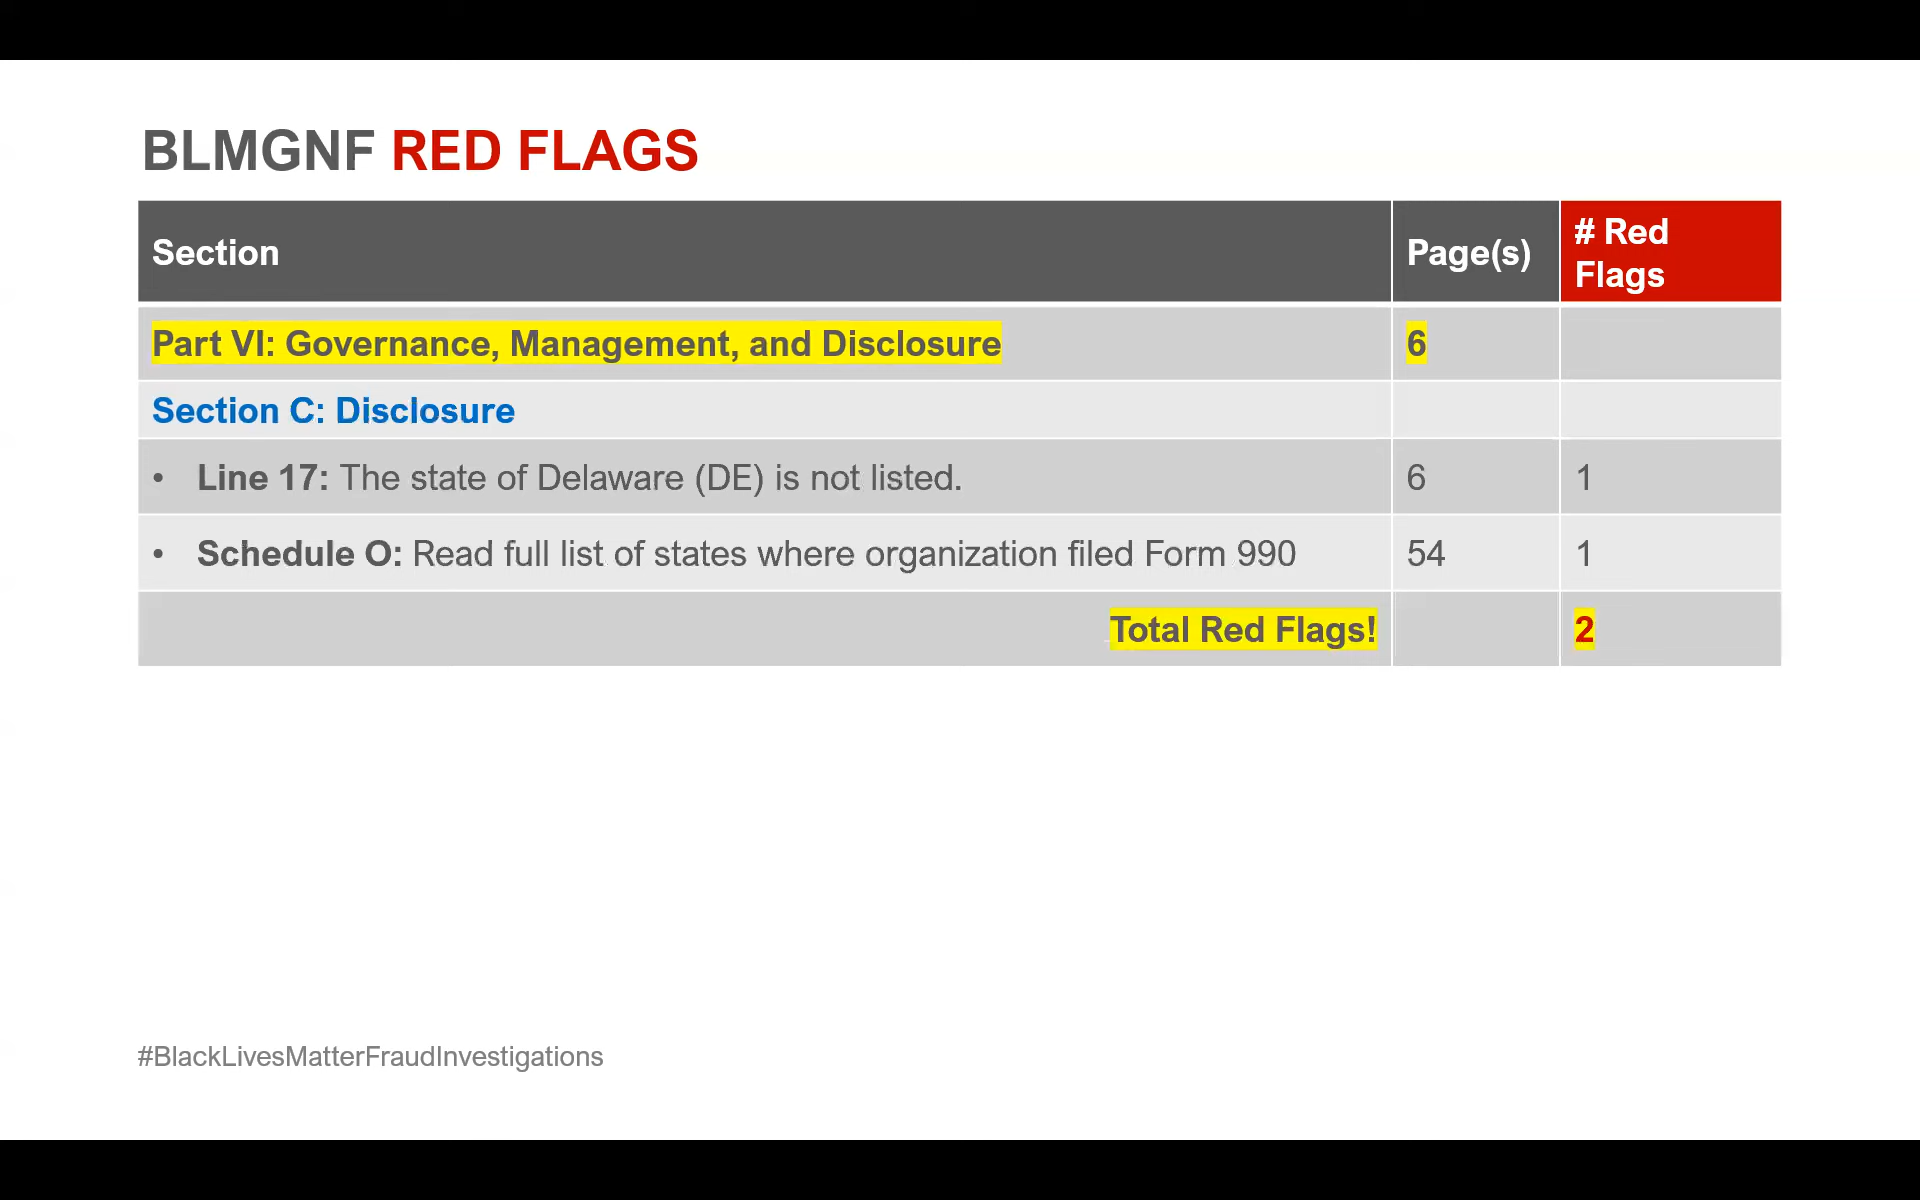 BLMGNF RED FLAGS
Section Page(s) # Red Flags
Part VI: Governance, Management, and Disclosure 6
Section C: Disclosure
• Line 17: The state of Delaware (DE) is not listed. 6 1
• Schedule O: Read full list of states where organization filed Form 990 54 1
Total Red Flags! 2
#BlackLivesMatterFraudInvestigations